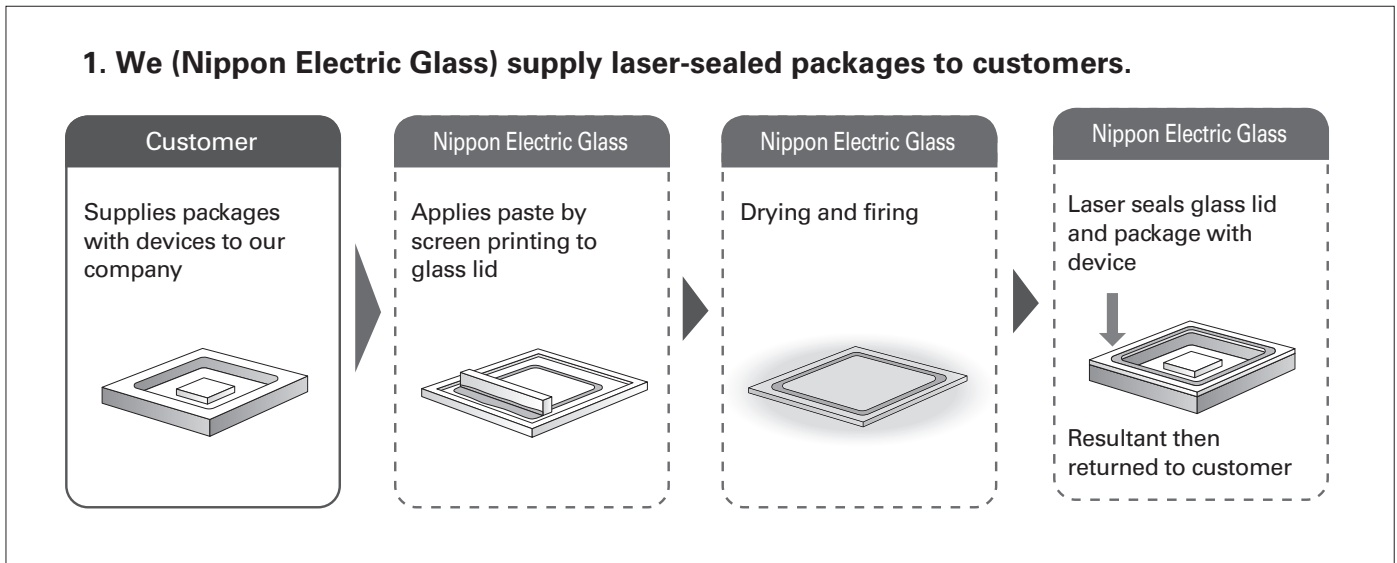 1. We (Nippon Electric Glass) supply laser-sealed packages to customers.
Customer
Supplies packages
with devices to our
company
Nippon Electric Glass
Applies paste by
screen printing to
glass lid
Nippon Electric Glass
Drying and firing
Nippon Electric Glass
Laser seals glass lid
and package with
device
Resultant then
returned to customer